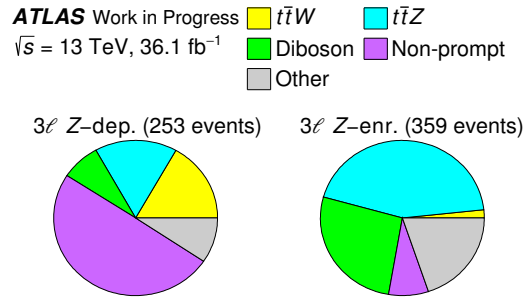 ATLAS Work in Progress
√s = 13 TeV, 36.1 fb⁻¹
tt̄W
tt̄Z
Diboson
Non-prompt
Other
3ℓ Z−dep. (253 events)
3ℓ Z−enr. (359 events)